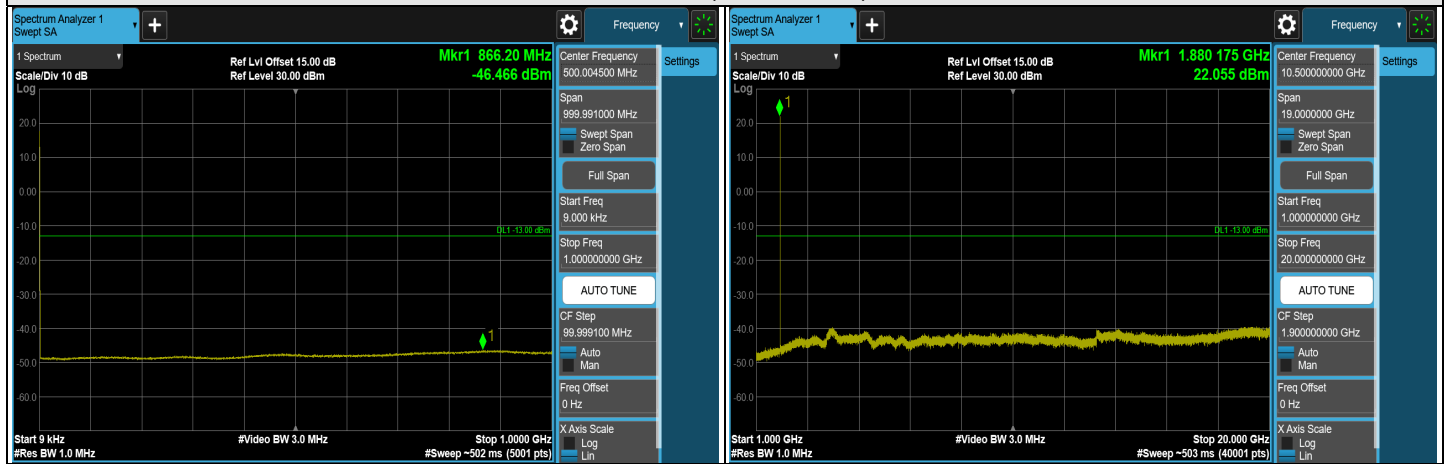 Spectrum Analyzer 1
Swept SA
+
Frequency
1 Spectrum
Scale/Div 10 dB
Log
Ref Lvl Offset 15.00 dB
Ref Level 30.00 dBm
Mkr1 866.20 MHz
-46.466 dBm
20.0
10.0
0.00
-10.0
-20.0
-30.0
-40.0
-50.0
-60.0
DL1 -13.00 dBm
1
Start 9 kHz
#Res BW 1.0 MHz
#Video BW 3.0 MHz
Stop 1.0000 GHz
#Sweep ~502 ms (5001 pts)
Center Frequency
500.004500 MHz
Span
999.991000 MHz
Swept Span
Zero Span
Full Span
Start Freq
9.000 kHz
Stop Freq
1.000000000 GHz
AUTO TUNE
CF Step
99.999100 MHz
Auto
Man
Freq Offset
0 Hz
X Axis Scale
Log
Lin
Settings
Spectrum Analyzer 1
Swept SA
+
Frequency
1 Spectrum
Scale/Div 10 dB
Log
Ref Lvl Offset 15.00 dB
Ref Level 30.00 dBm
Mkr1 1.880 175 GHz
22.055 dBm
1
20.0
10.0
0.00
-10.0
-20.0
-30.0
-40.0
-50.0
-60.0
DL1 -13.00 dBm
Start 1.000 GHz
#Res BW 1.0 MHz
#Video BW 3.0 MHz
Stop 20.000 GHz
#Sweep ~503 ms (40001 pts)
Center Frequency
10.500000000 GHz
Span
19.0000000 GHz
Swept Span
Zero Span
Full Span
Start Freq
1.000000000 GHz
Stop Freq
20.000000000 GHz
AUTO TUNE
CF Step
1.900000000 GHz
Auto
Man
Freq Offset
0 Hz
X Axis Scale
Log
Lin
Settings